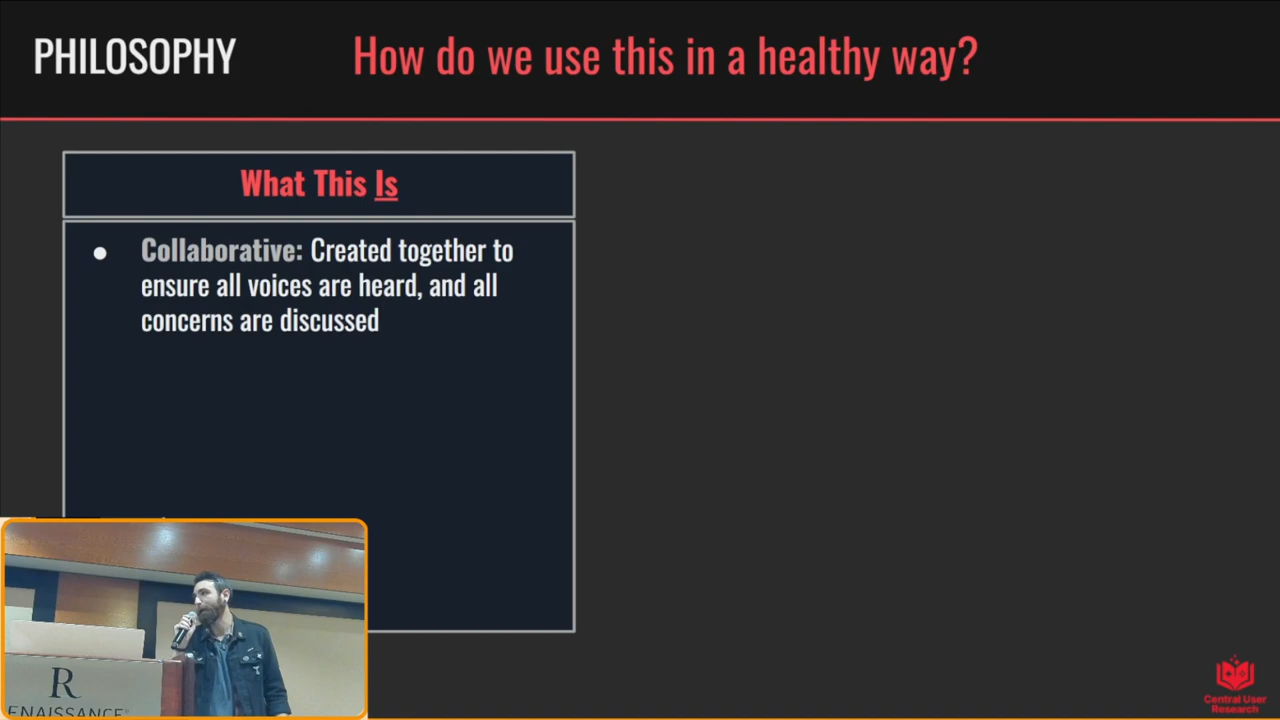 PHILOSOPHY
How do we use this in a healthy way?
What This Is
● Collaborative: Created together to
ensure all voices are heard, and all
concerns are discussed
R
ENAISSANCE
Central User
Research